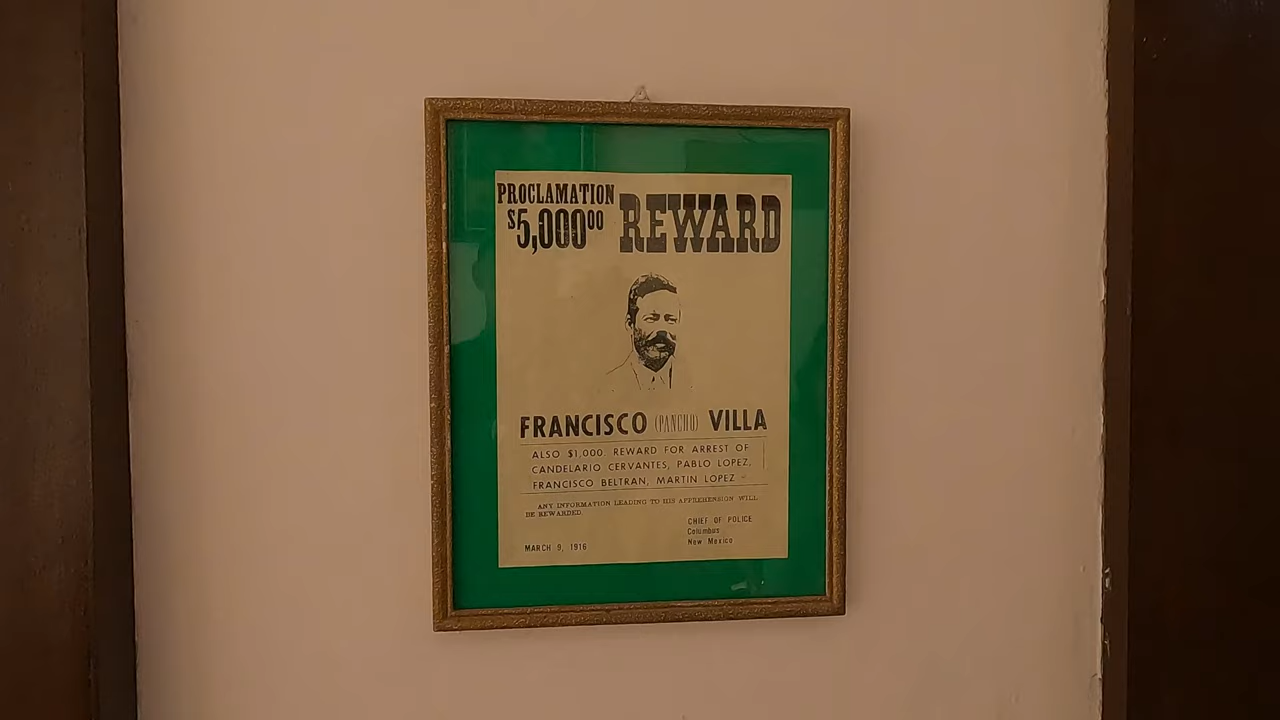 PROCLAMATION
$5,000⁰⁰ REWARD
FRANCISCO (PANCHO) VILLA
ALSO $1,000. REWARD FOR ARREST OF
CANDELARIO CERVANTES, PABLO LOPEZ,
FRANCISCO BELTRAN, MARTIN LOPEZ
ANY INFORMATION LEADING TO HIS APPREHENSION WILL
BE REWARDED.
CHIEF OF POLICE
Columbus
New Mexico
MARCH 9, 1916